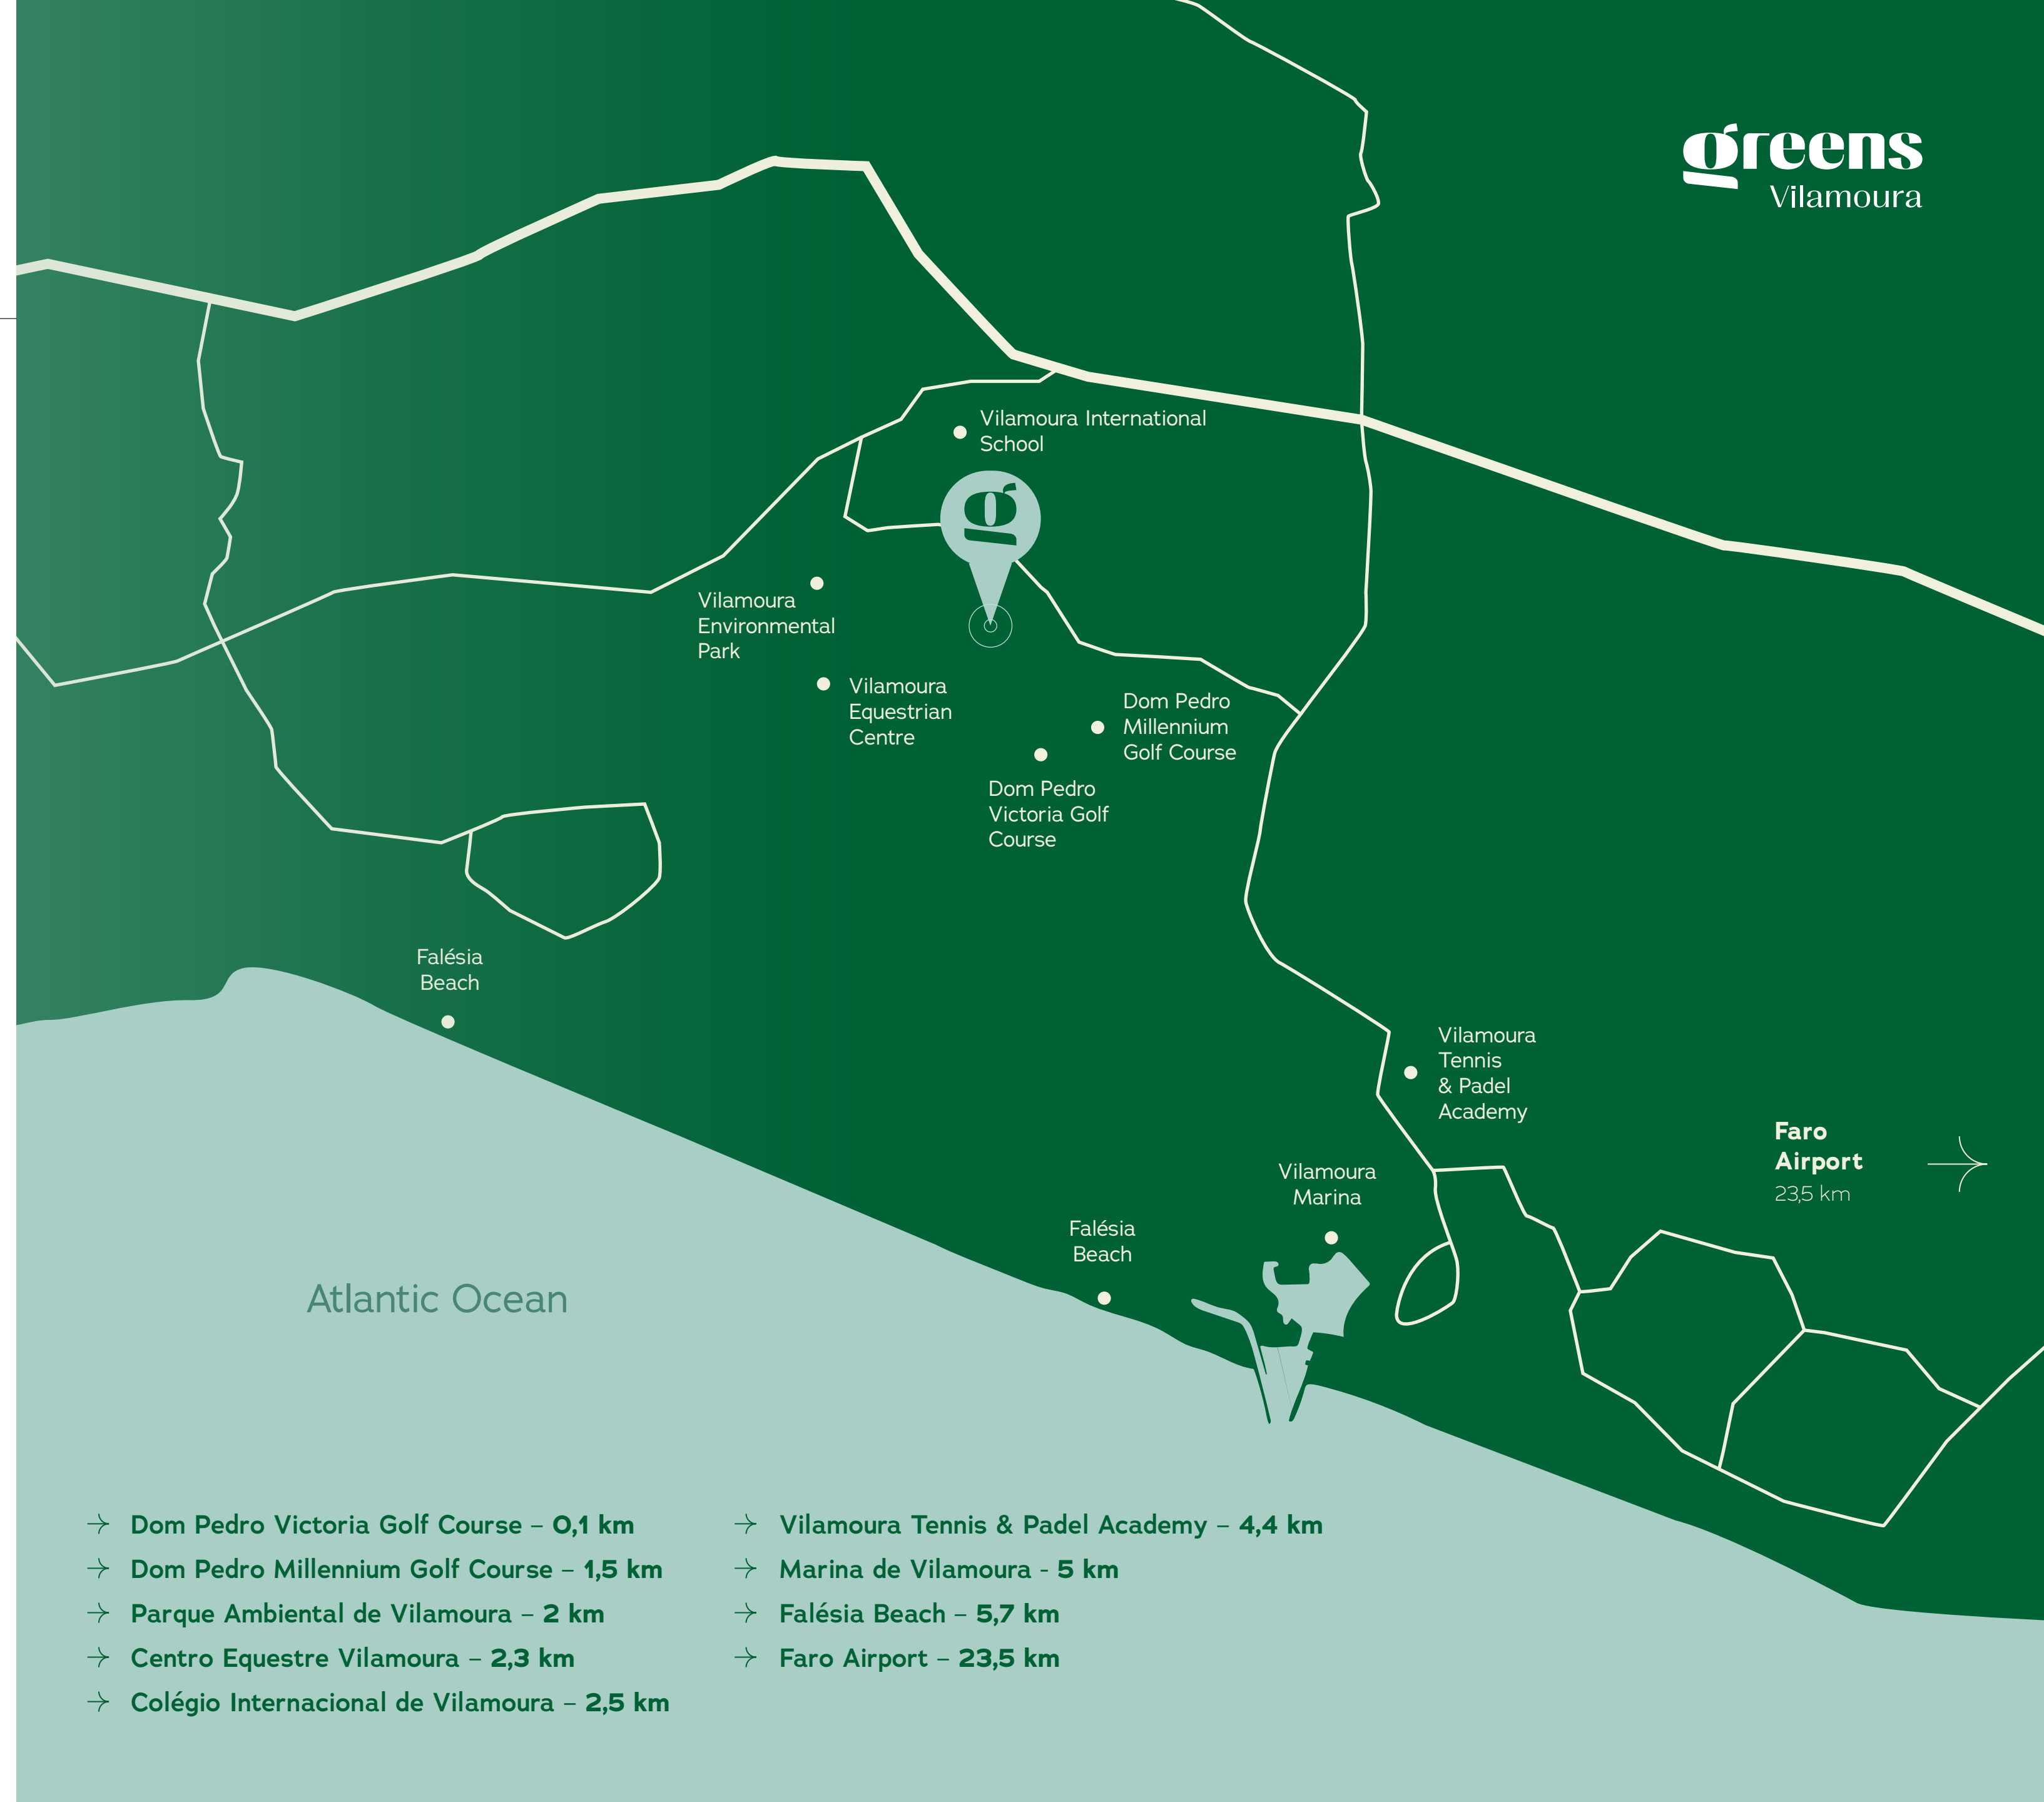 greens
Vilamoura
Vilamoura International
School
g
Vilamoura
Environmental
Park
Vilamoura
Equestrian
Centre
Dom Pedro
Millennium
Golf Course
Dom Pedro
Victoria Golf
Course
Falésia
Beach
Vilamoura
Tennis
& Padel
Academy
Faro
Airport
23,5 km
Vilamoura
Marina
Falésia
Beach
Atlantic Ocean
Dom Pedro Victoria Golf Course – 0,1 km
Dom Pedro Millennium Golf Course – 1,5 km
Parque Ambiental de Vilamoura – 2 km
Centro Equestre Vilamoura – 2,3 km
Colégio Internacional de Vilamoura – 2,5 km
Vilamoura Tennis & Padel Academy – 4,4 km
Marina de Vilamoura - 5 km
Falésia Beach – 5,7 km
Faro Airport – 23,5 km